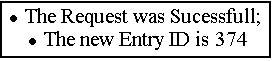 • The Request was Sucessfull;
• The new Entry ID is 374